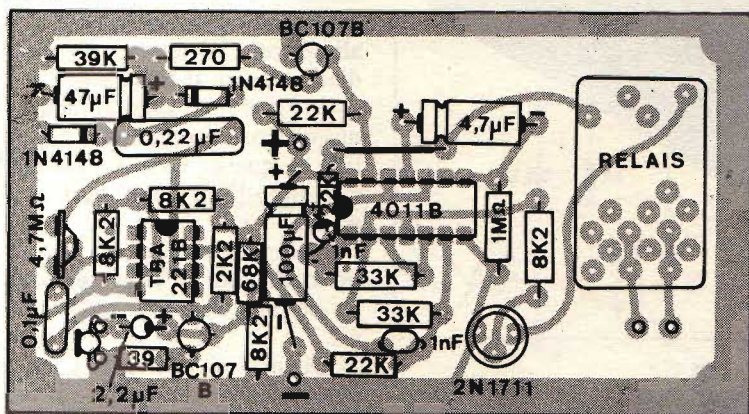 BC107B
39K
270
+
47µF
1N4148
22K
+
4,7µF
-
1N4148
0,22µF
+
+
RELAIS
4,7MΩ
8K2
8K2
TBA
221B
2K2
68K
100µF
4011B
1nF
1MΩ
8K2
33K
0,1µF
-
+
39
BC107
B
8K2
-
33K
1nF
22K
2N1711
2,2µF